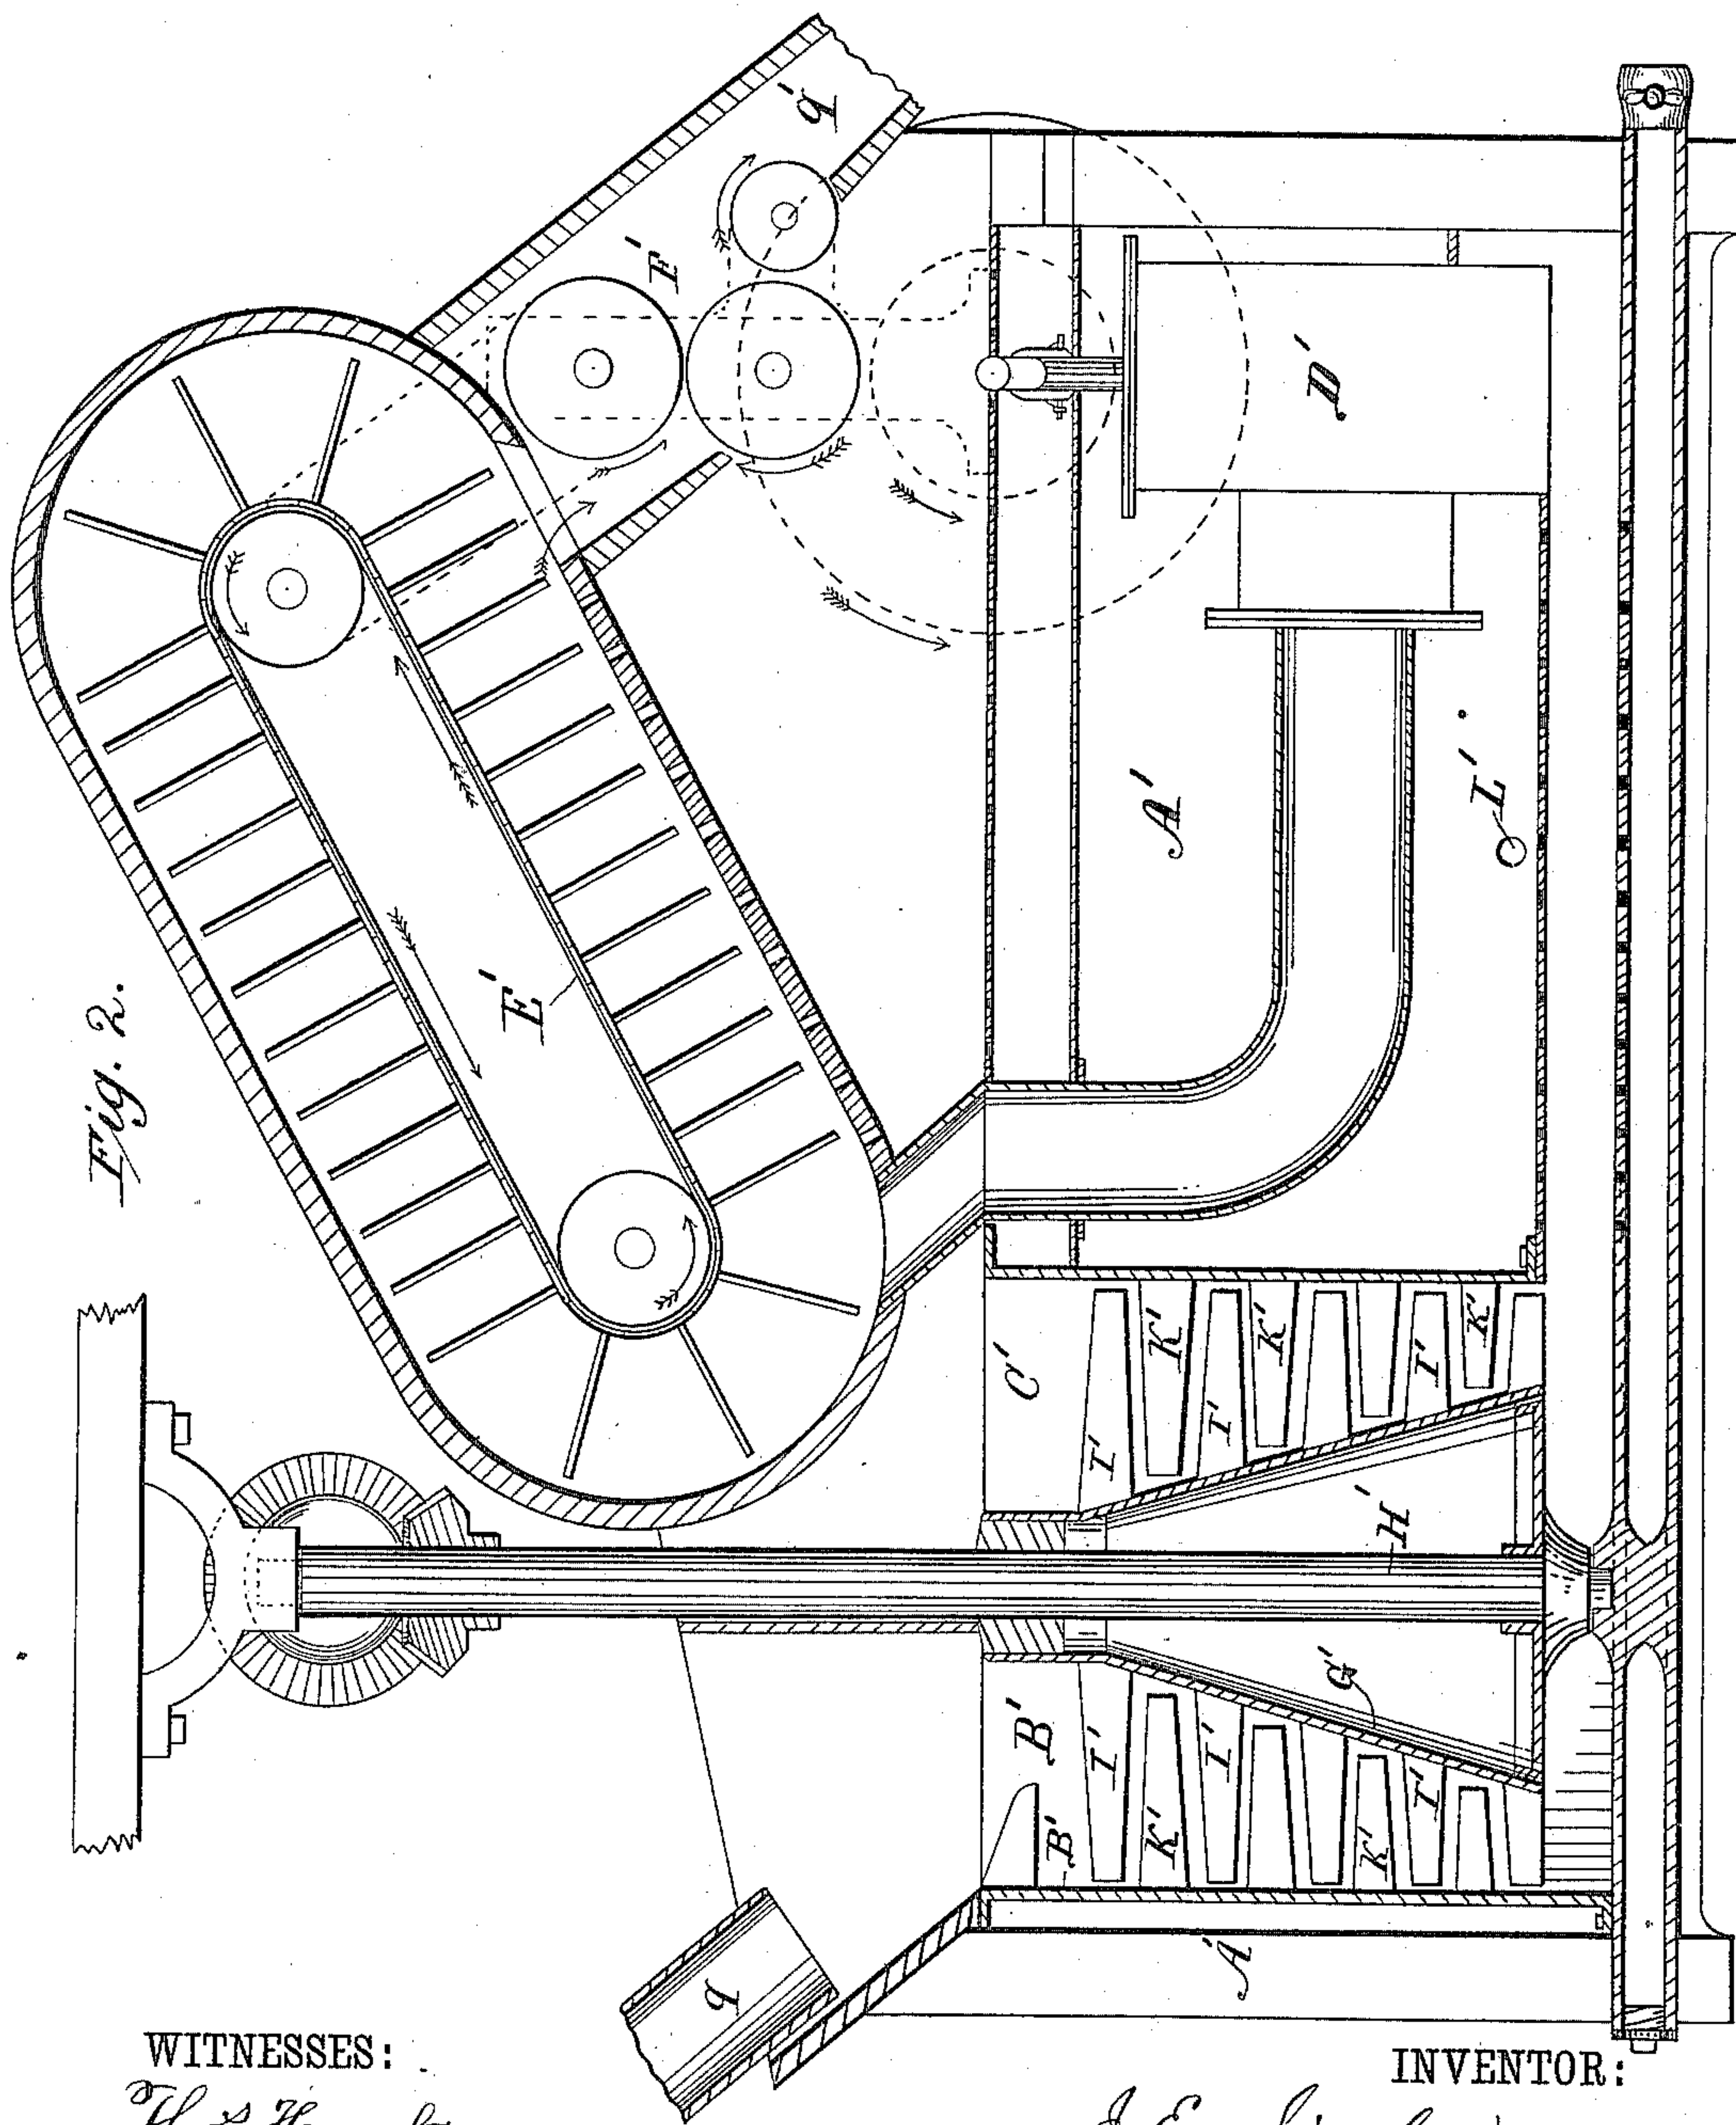 Fig. 2.
q'
F'
D'
E'
A'
L'
C'
I'
K'
I'
K'
I'
K'
H'
G'
B'
B'
I'
K'
I'
K'
I'
A'
q
WITNESSES:
INVENTOR: